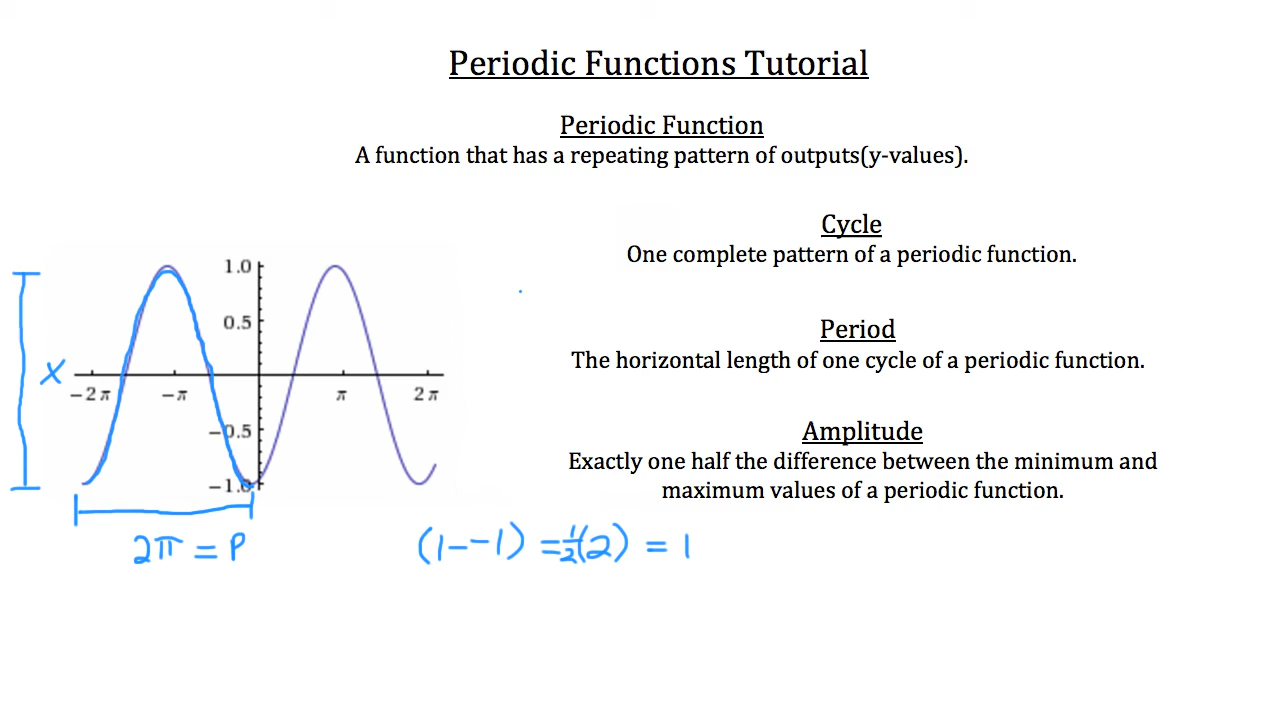 Periodic Functions Tutorial
Periodic Function
A function that has a repeating pattern of outputs(y-values).
Cycle
One complete pattern of a periodic function.
Period
The horizontal length of one cycle of a periodic function.
Amplitude
Exactly one half the difference between the minimum and
maximum values of a periodic function.
1.0
0.5
x
−2π −π π 2π
−0.5
−1.0
2π = P
(1 - -1) = ½(2) = 1